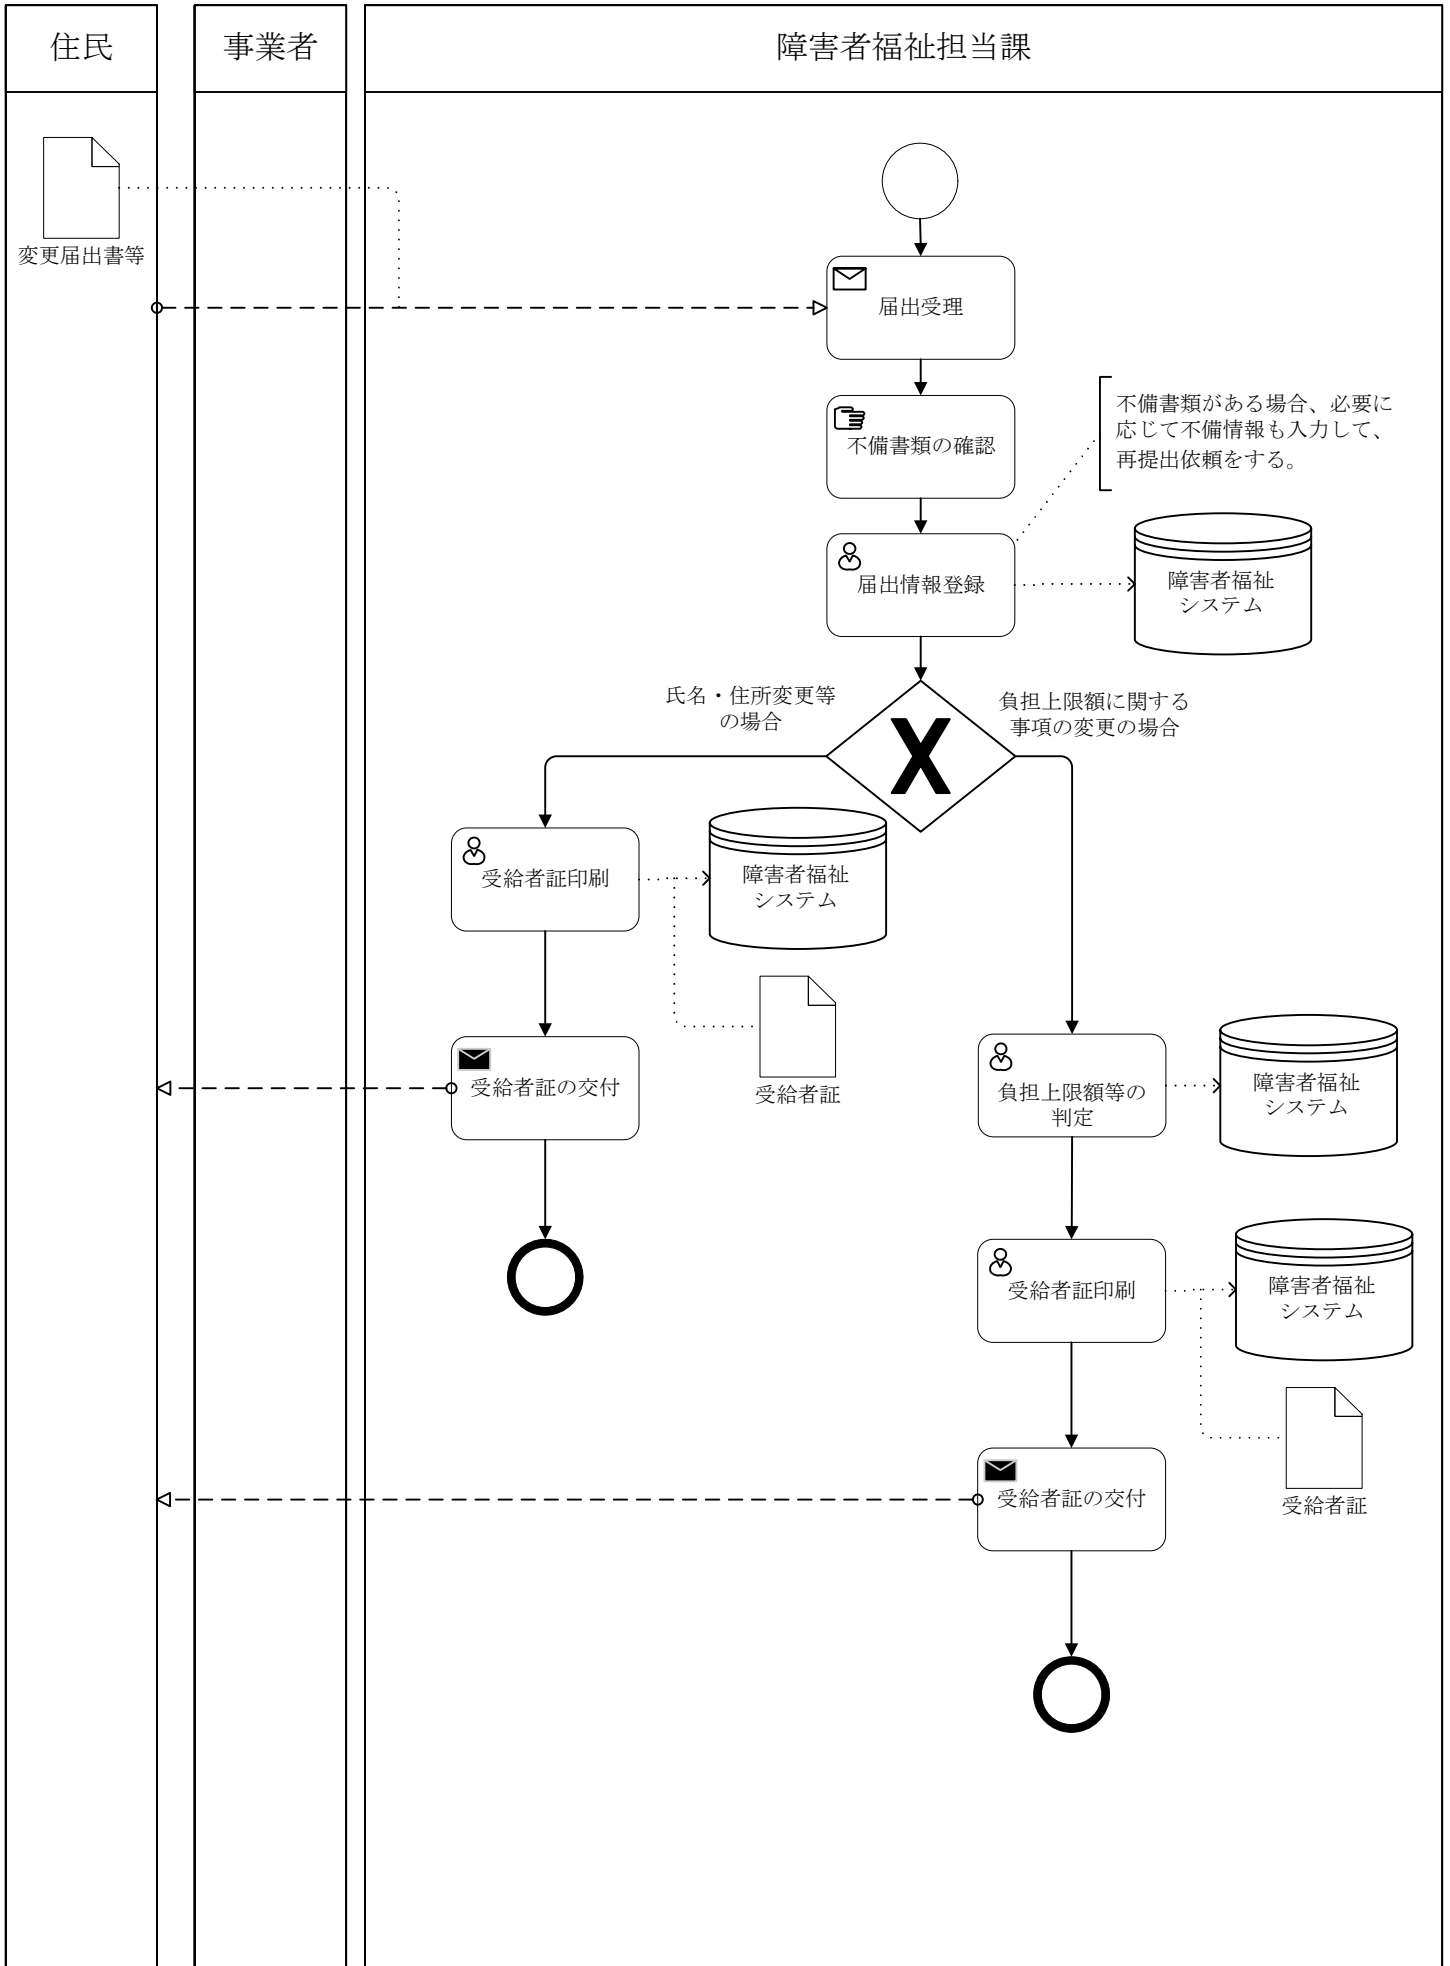 住民
事業者
障害者福祉担当課
変更届出書等
届出受理
不備書類の確認
不備書類がある場合、必要に
応じて不備情報も入力して、
再提出依頼をする。
届出情報登録
障害者福祉
システム
氏名・住所変更等
の場合
負担上限額に関する
事項の変更の場合
受給者証印刷
障害者福祉
システム
受給者証
受給者証の交付
負担上限額等の
判定
障害者福祉
システム
受給者証印刷
障害者福祉
システム
受給者証
受給者証の交付